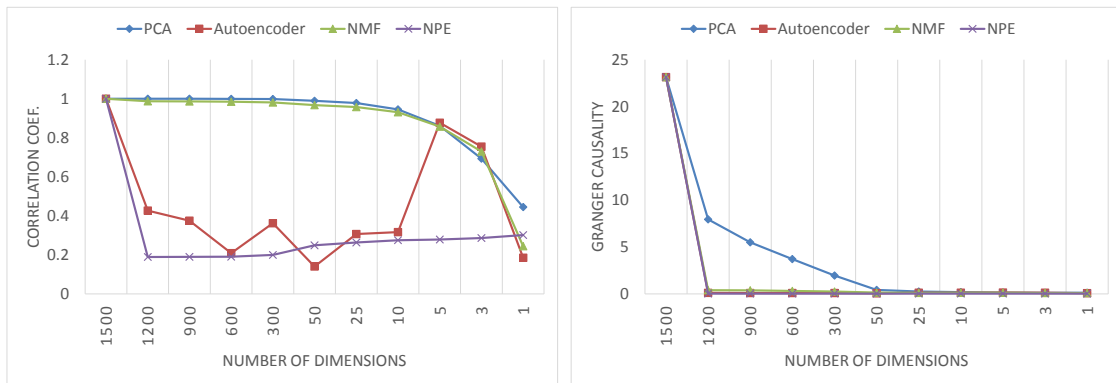 PCA Autoencoder NMF NPE
1.2
1
0.8
0.6
0.4
0.2
0
CORRELATION COEF.
1500 1200 900 600 300 50 25 10 5 3 1
NUMBER OF DIMENSIONS
PCA Autoencoder NMF NPE
25
20
15
10
5
0
GRANGER CAUSALITY
1500 1200 900 600 300 50 25 10 5 3 1
NUMBER OF DIMENSIONS